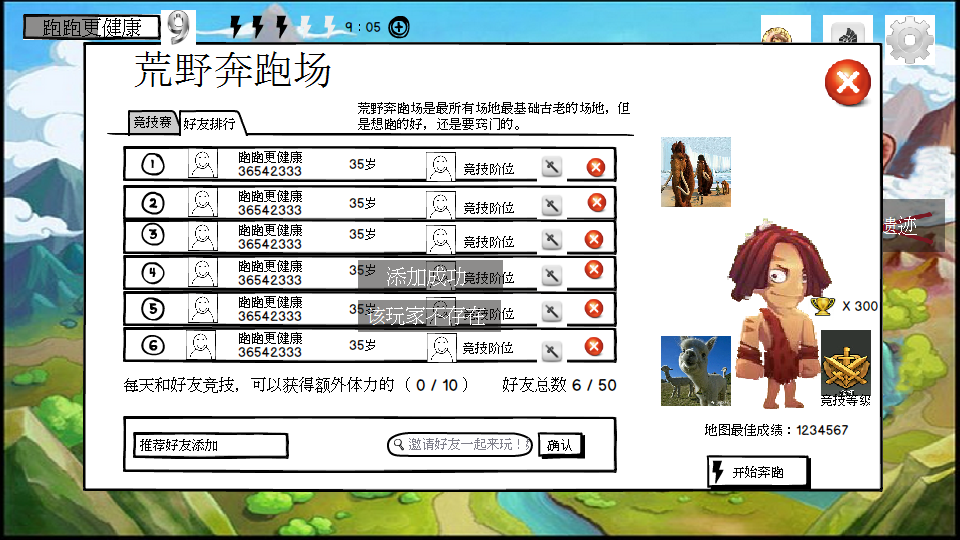 跑跑更健康
9
9：05
荒野奔跑场
竞技赛
好友排行
荒野奔跑场是最所有场地最基础古老的场地，但
是想跑的好，还是要窍门的。
1 跑跑更健康 36542333 35岁 竞技阶位
2 跑跑更健康 36542333 35岁 竞技阶位
3 跑跑更健康 36542333 35岁 竞技阶位
4 跑跑更健康 36542333 35岁 竞技阶位
添加成功
5 跑跑更健康 36542333 35岁 竞技阶位
该玩家不存在
6 跑跑更健康 36542333 35岁 竞技阶位
每天和好友竞技，可以获得额外体力的（ 0 / 10 ） 好友总数 6 / 50
推荐好友添加
邀请好友一起来玩！
确认
遗迹
X 300
竞技等级
地图最佳成绩：1234567
开始奔跑